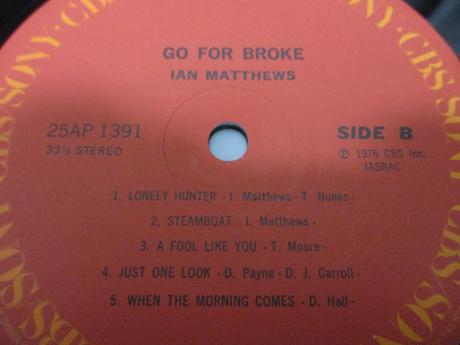 GO FOR BROKE
IAN MATTHEWS
25AP 1391
33⅓ STEREO
SIDE B
Ⓟ 1976 CBS Inc.
JASRAC
1. LONELY HUNTER - I. Matthews - T. Nunes -
2. STEAMBOAT - I. Matthews -
3. A FOOL LIKE YOU - T. Moore -
4. JUST ONE LOOK - D. Payne - D. J. Carroll -
5. WHEN THE MORNING COMES - D. Hall -
CBS/SONY
CBS/SONY